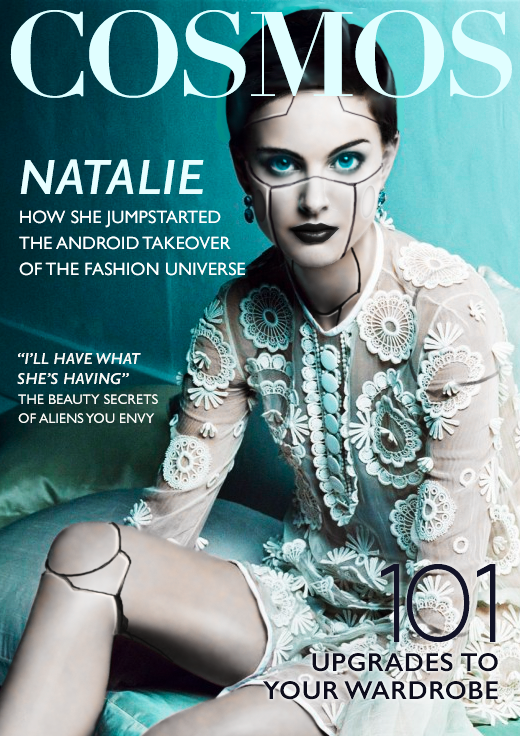 COSMOS
NATALIE
HOW SHE JUMPSTARTED
THE ANDROID TAKEOVER
OF THE FASHION UNIVERSE
“I’LL HAVE WHAT
SHE’S HAVING”
THE BEAUTY SECRETS
OF ALIENS YOU ENVY
101
UPGRADES TO
YOUR WARDROBE